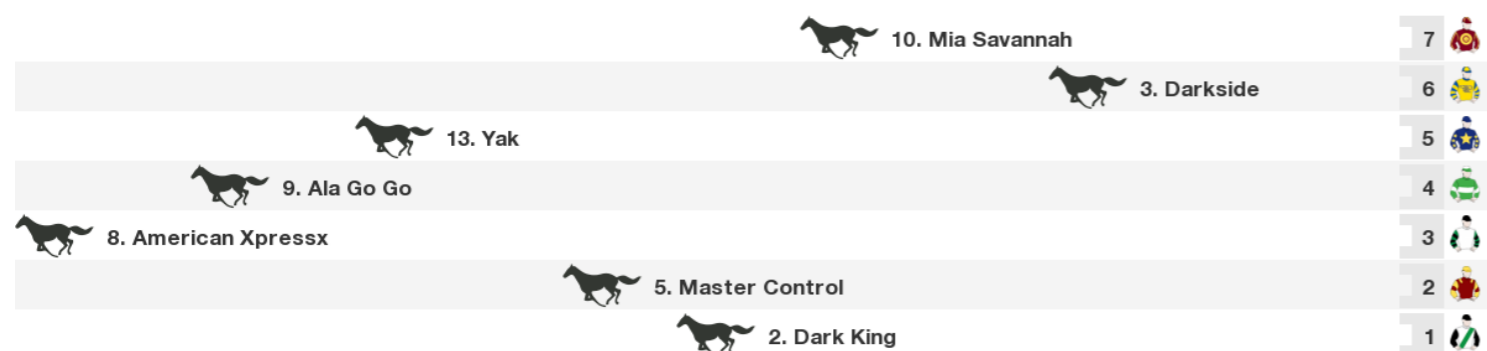 10. Mia Savannah 7
3. Darkside 6
13. Yak 5
9. Ala Go Go 4
8. American Xpressx 3
5. Master Control 2
2. Dark King 1